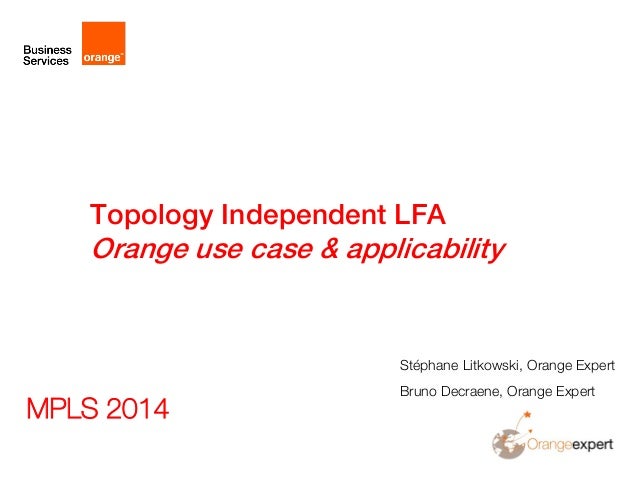 Business
Services
orange™
Topology Independent LFA
Orange use case & applicability
Stéphane Litkowski, Orange Expert
Bruno Decraene, Orange Expert
MPLS 2014
Orangeexpert